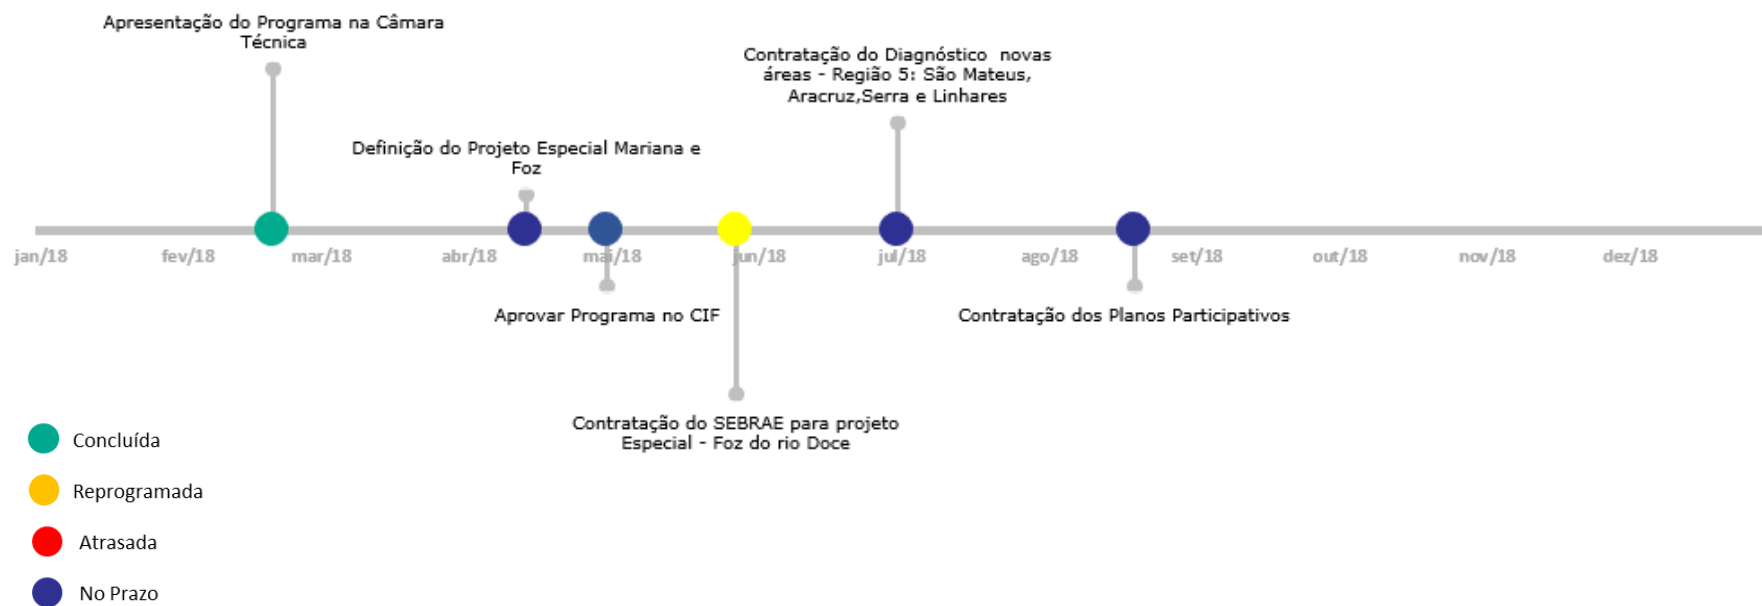 Apresentação do Programa na Câmara
Técnica
Contratação do Diagnóstico  novas
áreas - Região 5: São Mateus,
Aracruz,Serra e Linhares
Definição do Projeto Especial Mariana e
Foz
jan/18
fev/18
mar/18
abr/18
mai/18
jun/18
jul/18
ago/18
set/18
out/18
nov/18
dez/18
Aprovar Programa no CIF
Contratação dos Planos Participativos
Contratação do SEBRAE para projeto
Especial - Foz do rio Doce
Concluída
Reprogramada
Atrasada
No Prazo